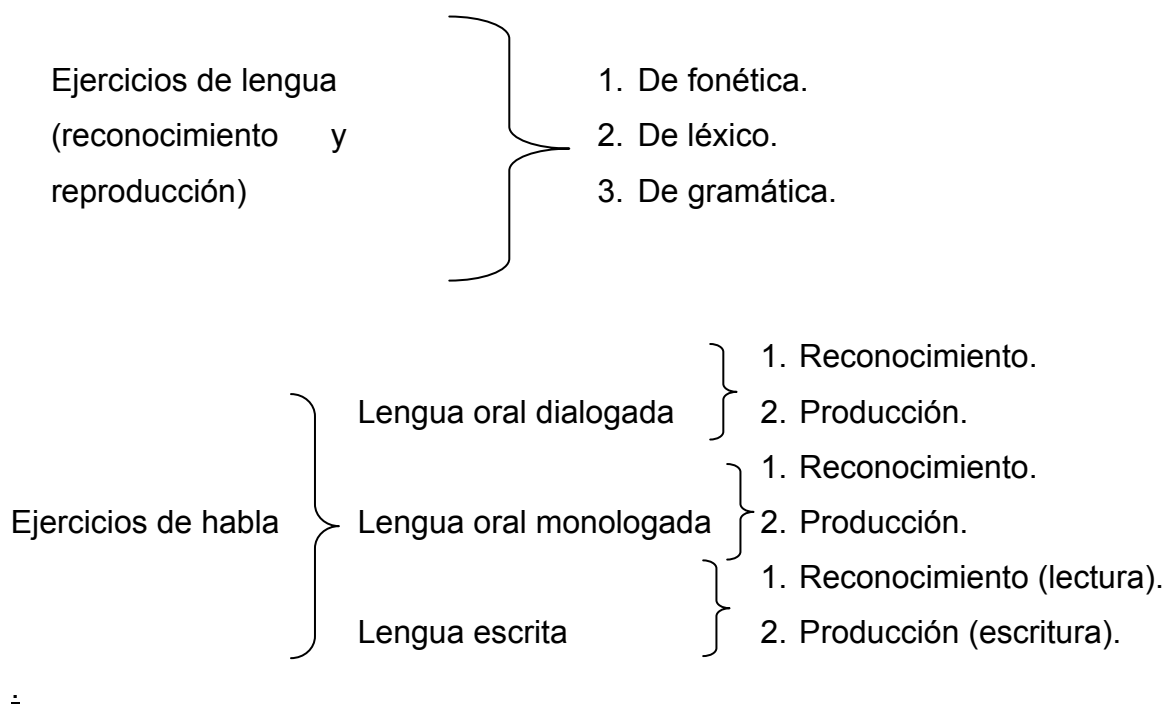 Ejercicios de lengua
(reconocimiento y
reproducción)
1. De fonética.
2. De léxico.
3. De gramática.
Ejercicios de habla
Lengua oral dialogada
1. Reconocimiento.
2. Producción.
Lengua oral monologada
1. Reconocimiento.
2. Producción.
Lengua escrita
1. Reconocimiento (lectura).
2. Producción (escritura).
.